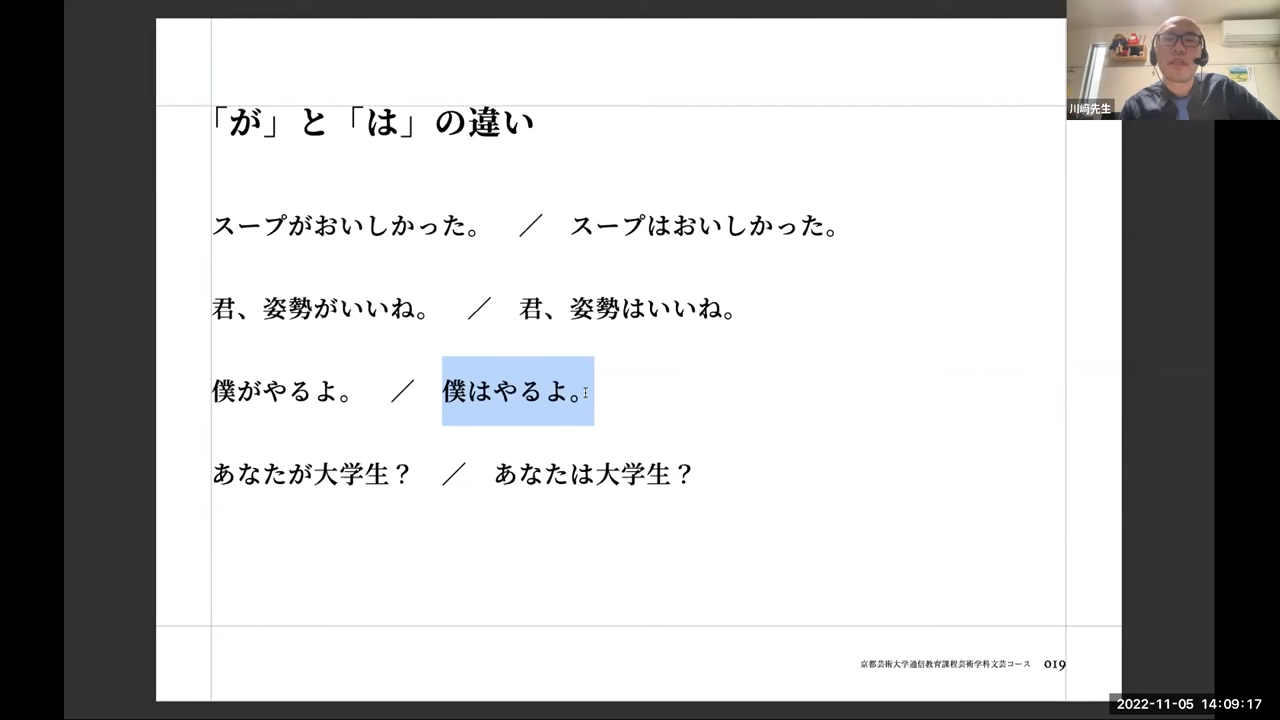 「が」と「は」の違い
スープがおいしかった。　／　スープはおいしかった。
君、姿勢がいいね。　／　君、姿勢はいいね。
僕がやるよ。　／　僕はやるよ。
あなたが大学生？　／　あなたは大学生？
京都芸術大学通信教育課程芸術学科文芸コース　019
川﨑先生
2022-11-05 14:09:17